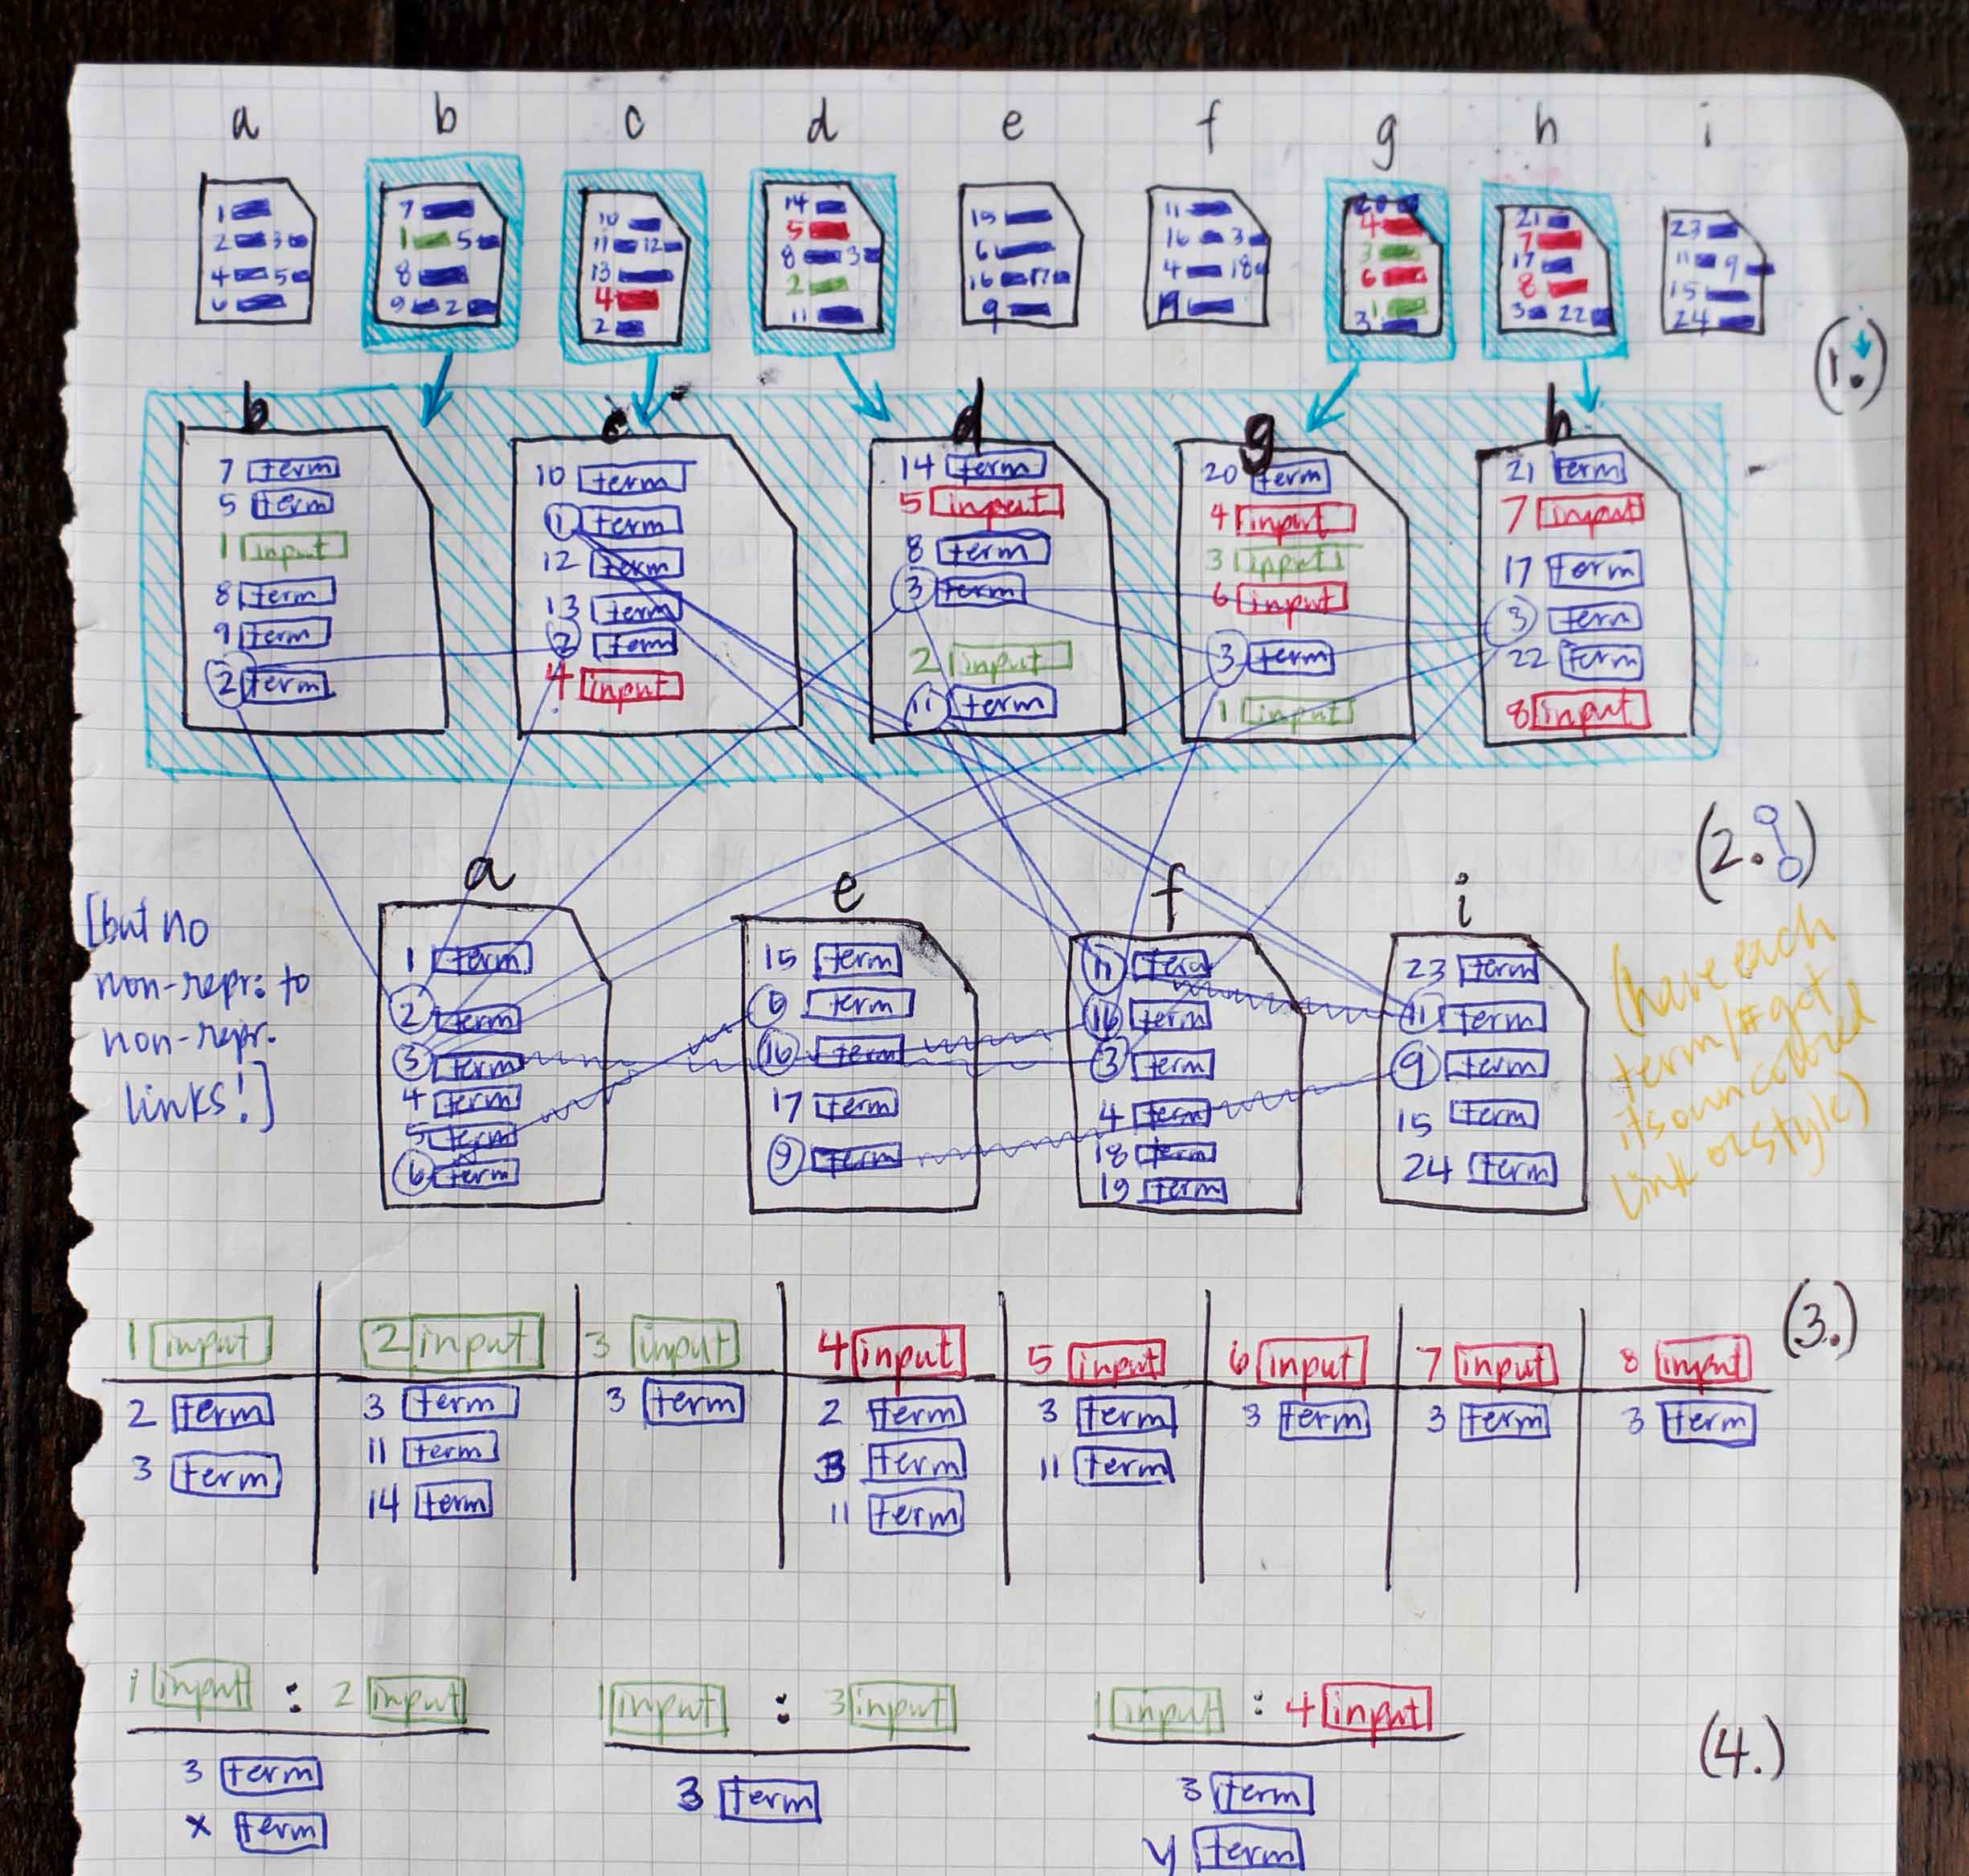 a b c d e f g h i
1
2 3
4 5
6
7
1 5
8
9 2
10
11 12
13
4
2
14
5
8 3
2
11
15
6
16 17
9
11
16 3
4 18
19
20
4
3
6
1
3
21
7
17
8
3 22
23
11 9
15
24
(1.)
b
7 term
5 term
1 input
8 term
9 term
2 term
c
10 term
11 term
12 term
13 term
2 term
4 input
d
14 term
5 input
8 term
3 term
2 input
11 term
g
20 term
4 input
3 input
6 input
3 term
1 input
h
21 term
7 input
17 term
3 term
22 term
8 input
(2.)
[but no
non-repr. to
non-repr.
links!]
a
1 term
2 term
3 term
4 term
5 term
6 term
e
15 term
6 term
16 term
17 term
9 term
f
11 term
16 term
3 term
4 term
18 term
19 term
i
23 term
11 term
9 term
15 term
24 term
(have each
term/# get
its own colored
link or style)
(3.)
1 input
2 term
3 term
2 input
3 term
11 term
14 term
3 input
3 term
4 input
2 term
3 term
11 term
5 input
3 term
11 term
6 input
3 term
7 input
3 term
8 input
3 term
(4.)
1 input : 2 input
3 term
x term
1 input : 3 input
3 term
1 input : 4 input
3 term
y term